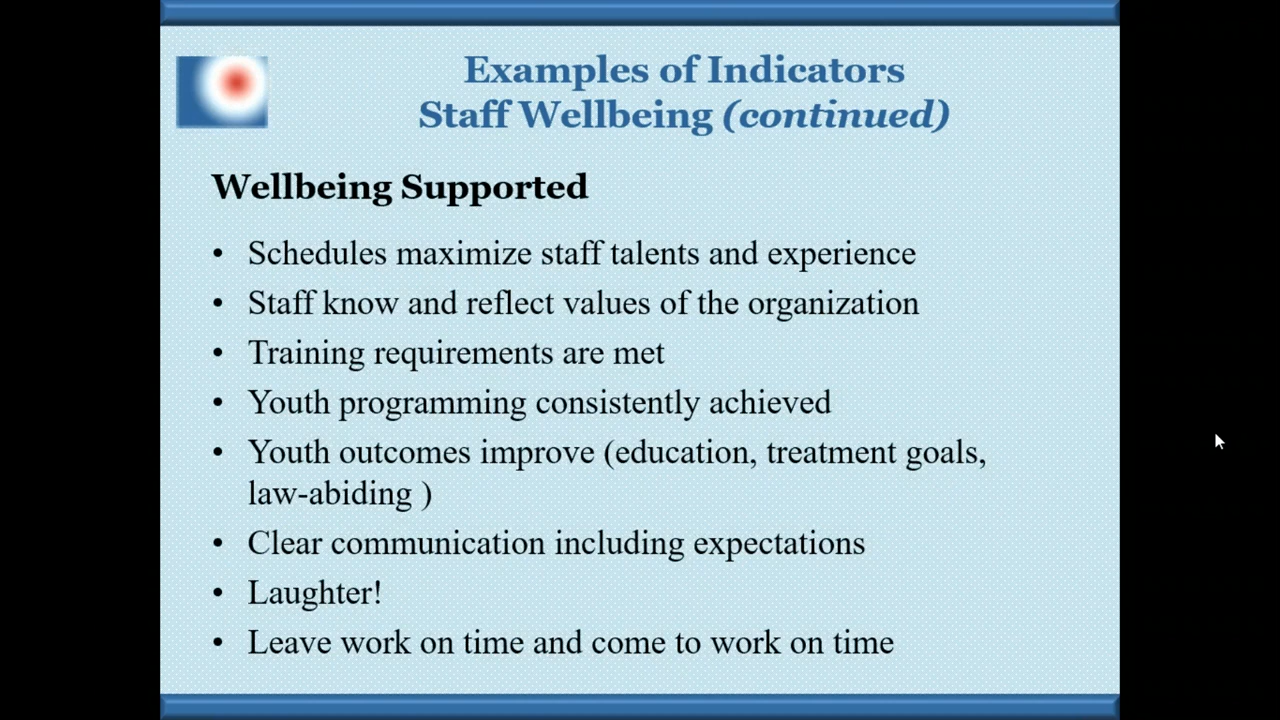 Examples of Indicators
Staff Wellbeing (continued)
Wellbeing Supported
• Schedules maximize staff talents and experience
• Staff know and reflect values of the organization
• Training requirements are met
• Youth programming consistently achieved
• Youth outcomes improve (education, treatment goals,
law-abiding )
• Clear communication including expectations
• Laughter!
• Leave work on time and come to work on time